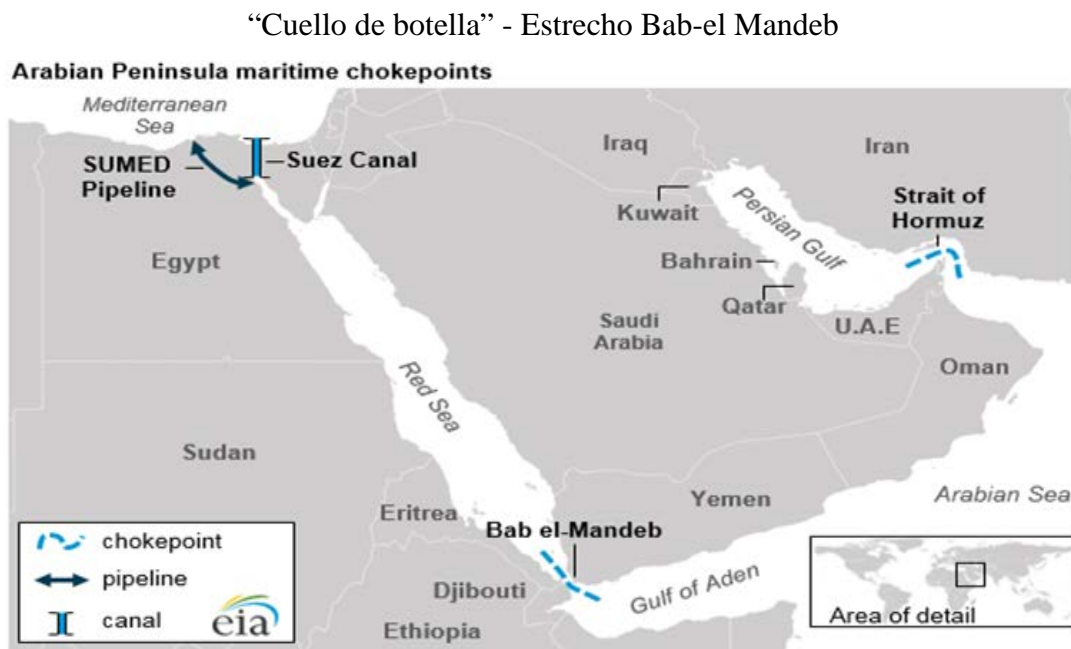 “Cuello de botella” - Estrecho Bab-el Mandeb
Arabian Peninsula maritime chokepoints
Mediterranean
Sea
SUMED
Pipeline
Suez Canal
Iraq
Iran
Kuwait
Persian Gulf
Strait of
Hormuz
Egypt
Bahrain
Qatar
Saudi
Arabia
U.A.E
Oman
Red Sea
Sudan
Yemen
Arabian Sea
Eritrea
Bab el-Mandeb
Djibouti
Gulf of Aden
Ethiopia
chokepoint
pipeline
canal
eia
Area of detail